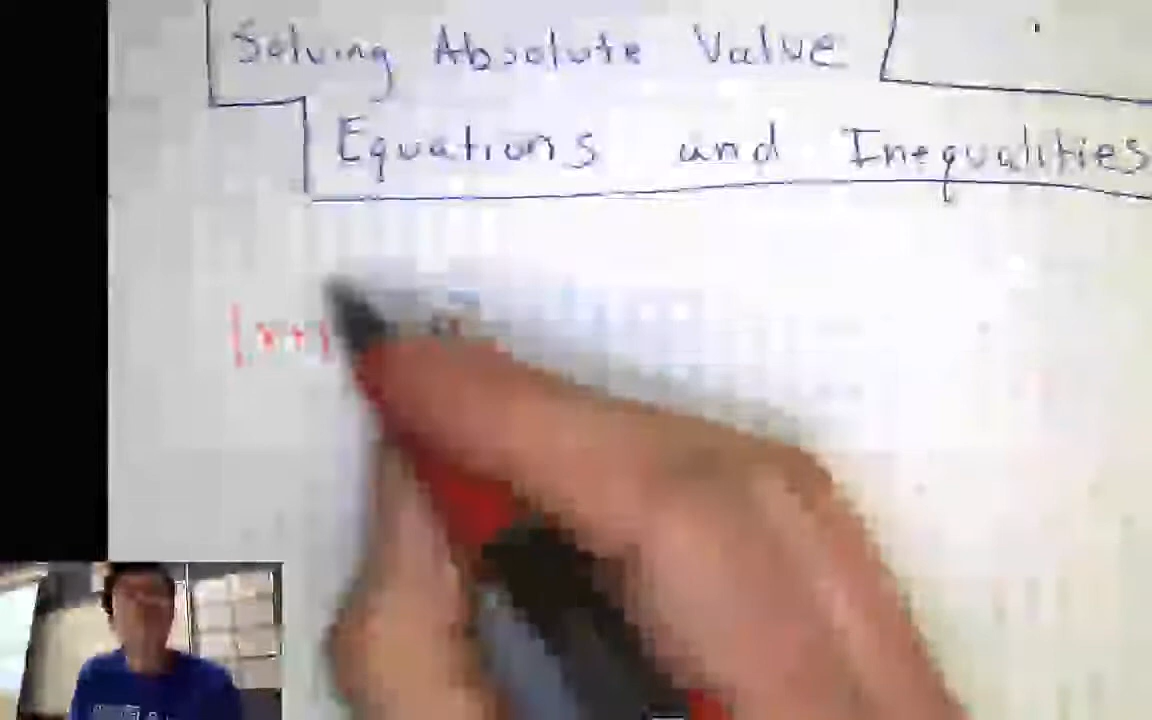 Solving Absolute Value
Equations and Inequalities
|x+